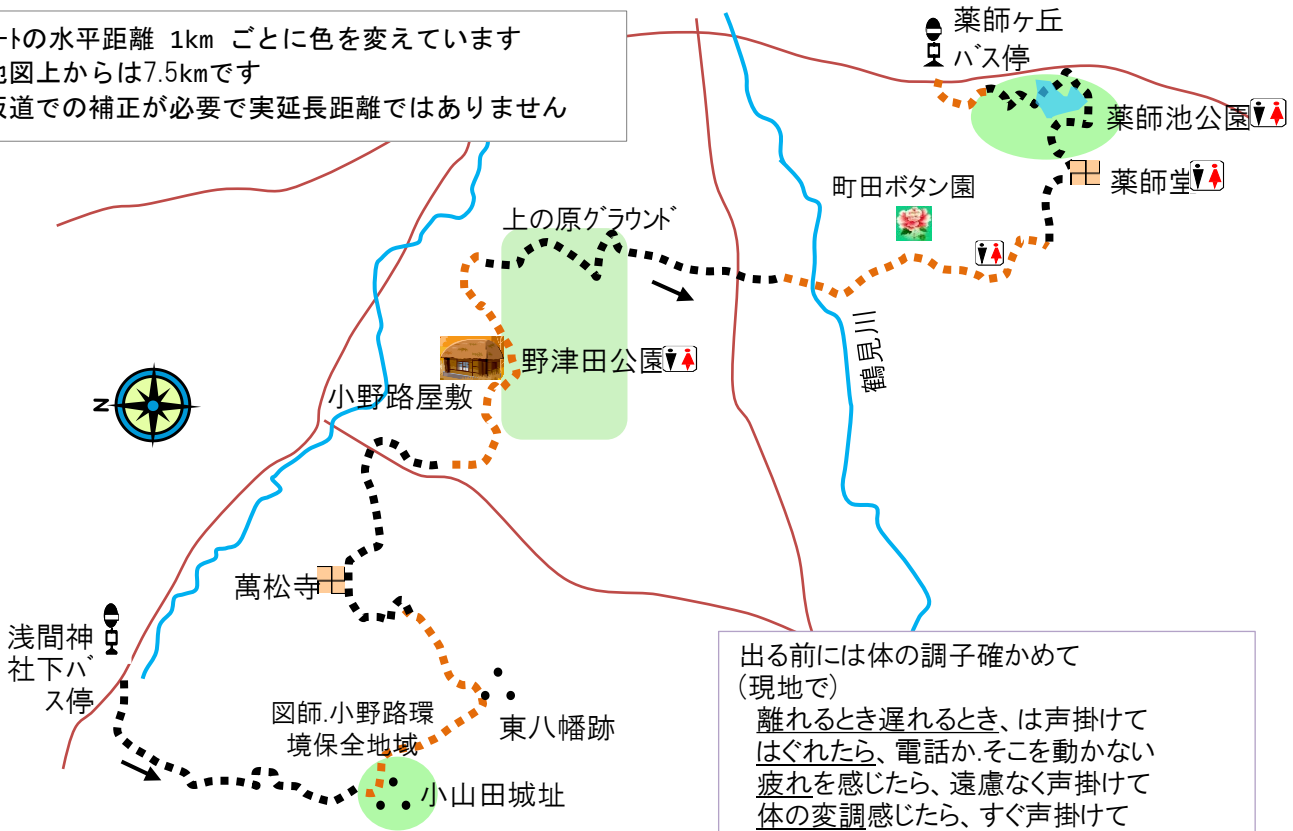 ｰﾄの水平距離 1km ごとに色を変えています
地図上からは7.5kmです
坂道での補正が必要で実延長距離ではありません
薬師ヶ丘
バス停
薬師池公園
薬師堂
町田ボタン園
上の原グラウンド
野津田公園
小野路屋敷
鶴見川
N
萬松寺
浅間神
社下バ
ス停
図師.小野路環
境保全地域
東八幡跡
小山田城址
出る前には体の調子確かめて
(現地で)
離れるとき遅れるとき、は声掛けて
はぐれたら、電話か.そこを動かない
疲れを感じたら、遠慮なく声掛けて
体の変調感じたら、すぐ声掛けて